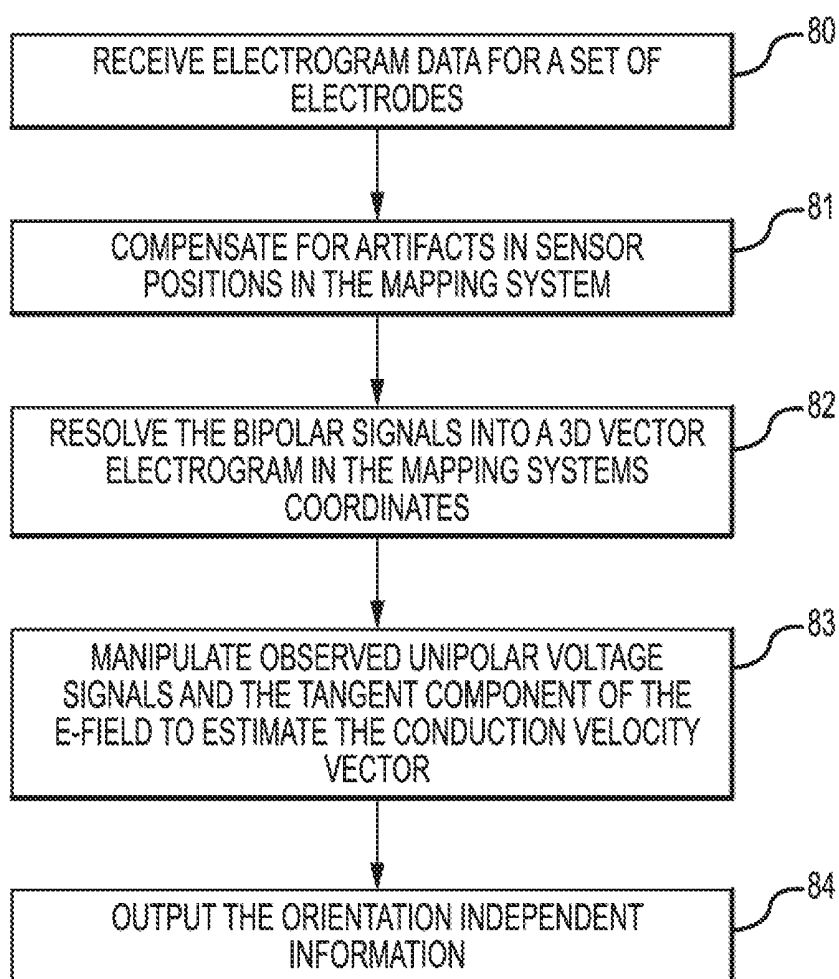 80
RECEIVE ELECTROGRAM DATA FOR A SET OF
ELECTRODES
81
COMPENSATE FOR ARTIFACTS IN SENSOR
POSITIONS IN THE MAPPING SYSTEM
82
RESOLVE THE BIPOLAR SIGNALS INTO A 3D VECTOR
ELECTROGRAM IN THE MAPPING SYSTEMS
COORDINATES
83
MANIPULATE OBSERVED UNIPOLAR VOLTAGE
SIGNALS AND THE TANGENT COMPONENT OF THE
E-FIELD TO ESTIMATE THE CONDUCTION VELOCITY
VECTOR
84
OUTPUT THE ORIENTATION INDEPENDENT
INFORMATION